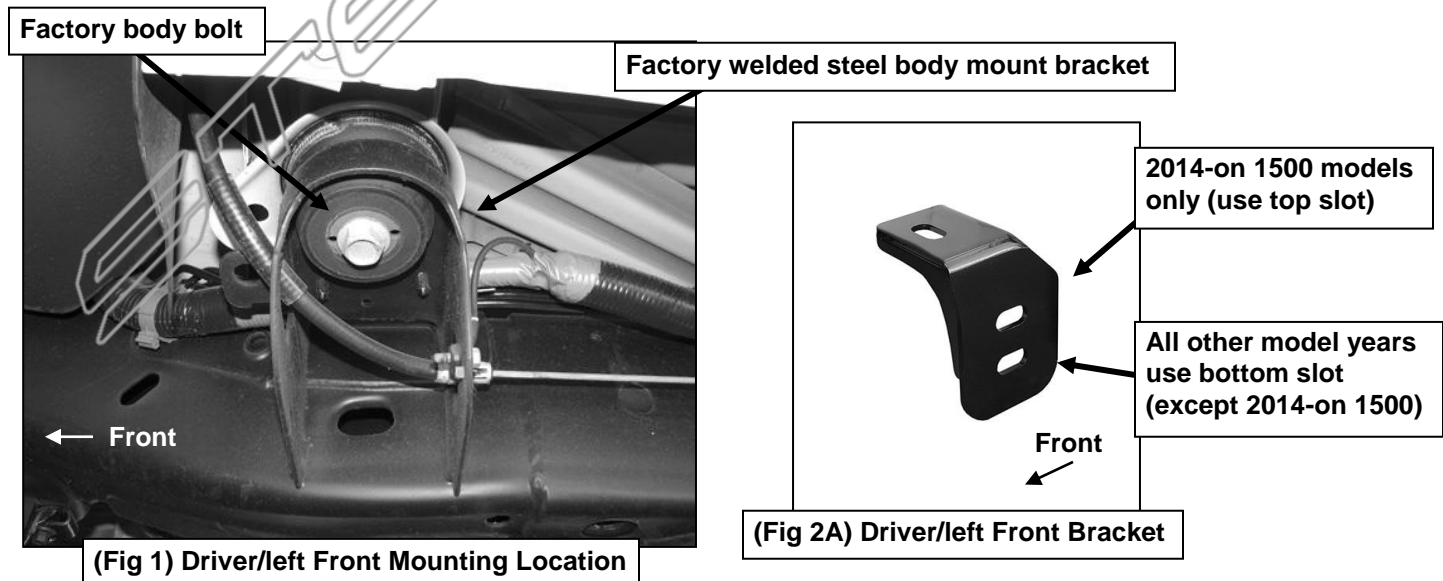 Factory body bolt
Factory welded steel body mount bracket
2014-on 1500 models
only (use top slot)
All other model years
use bottom slot
(except 2014-on 1500)
Front
Front
(Fig 1) Driver/left Front Mounting Location
(Fig 2A) Driver/left Front Bracket